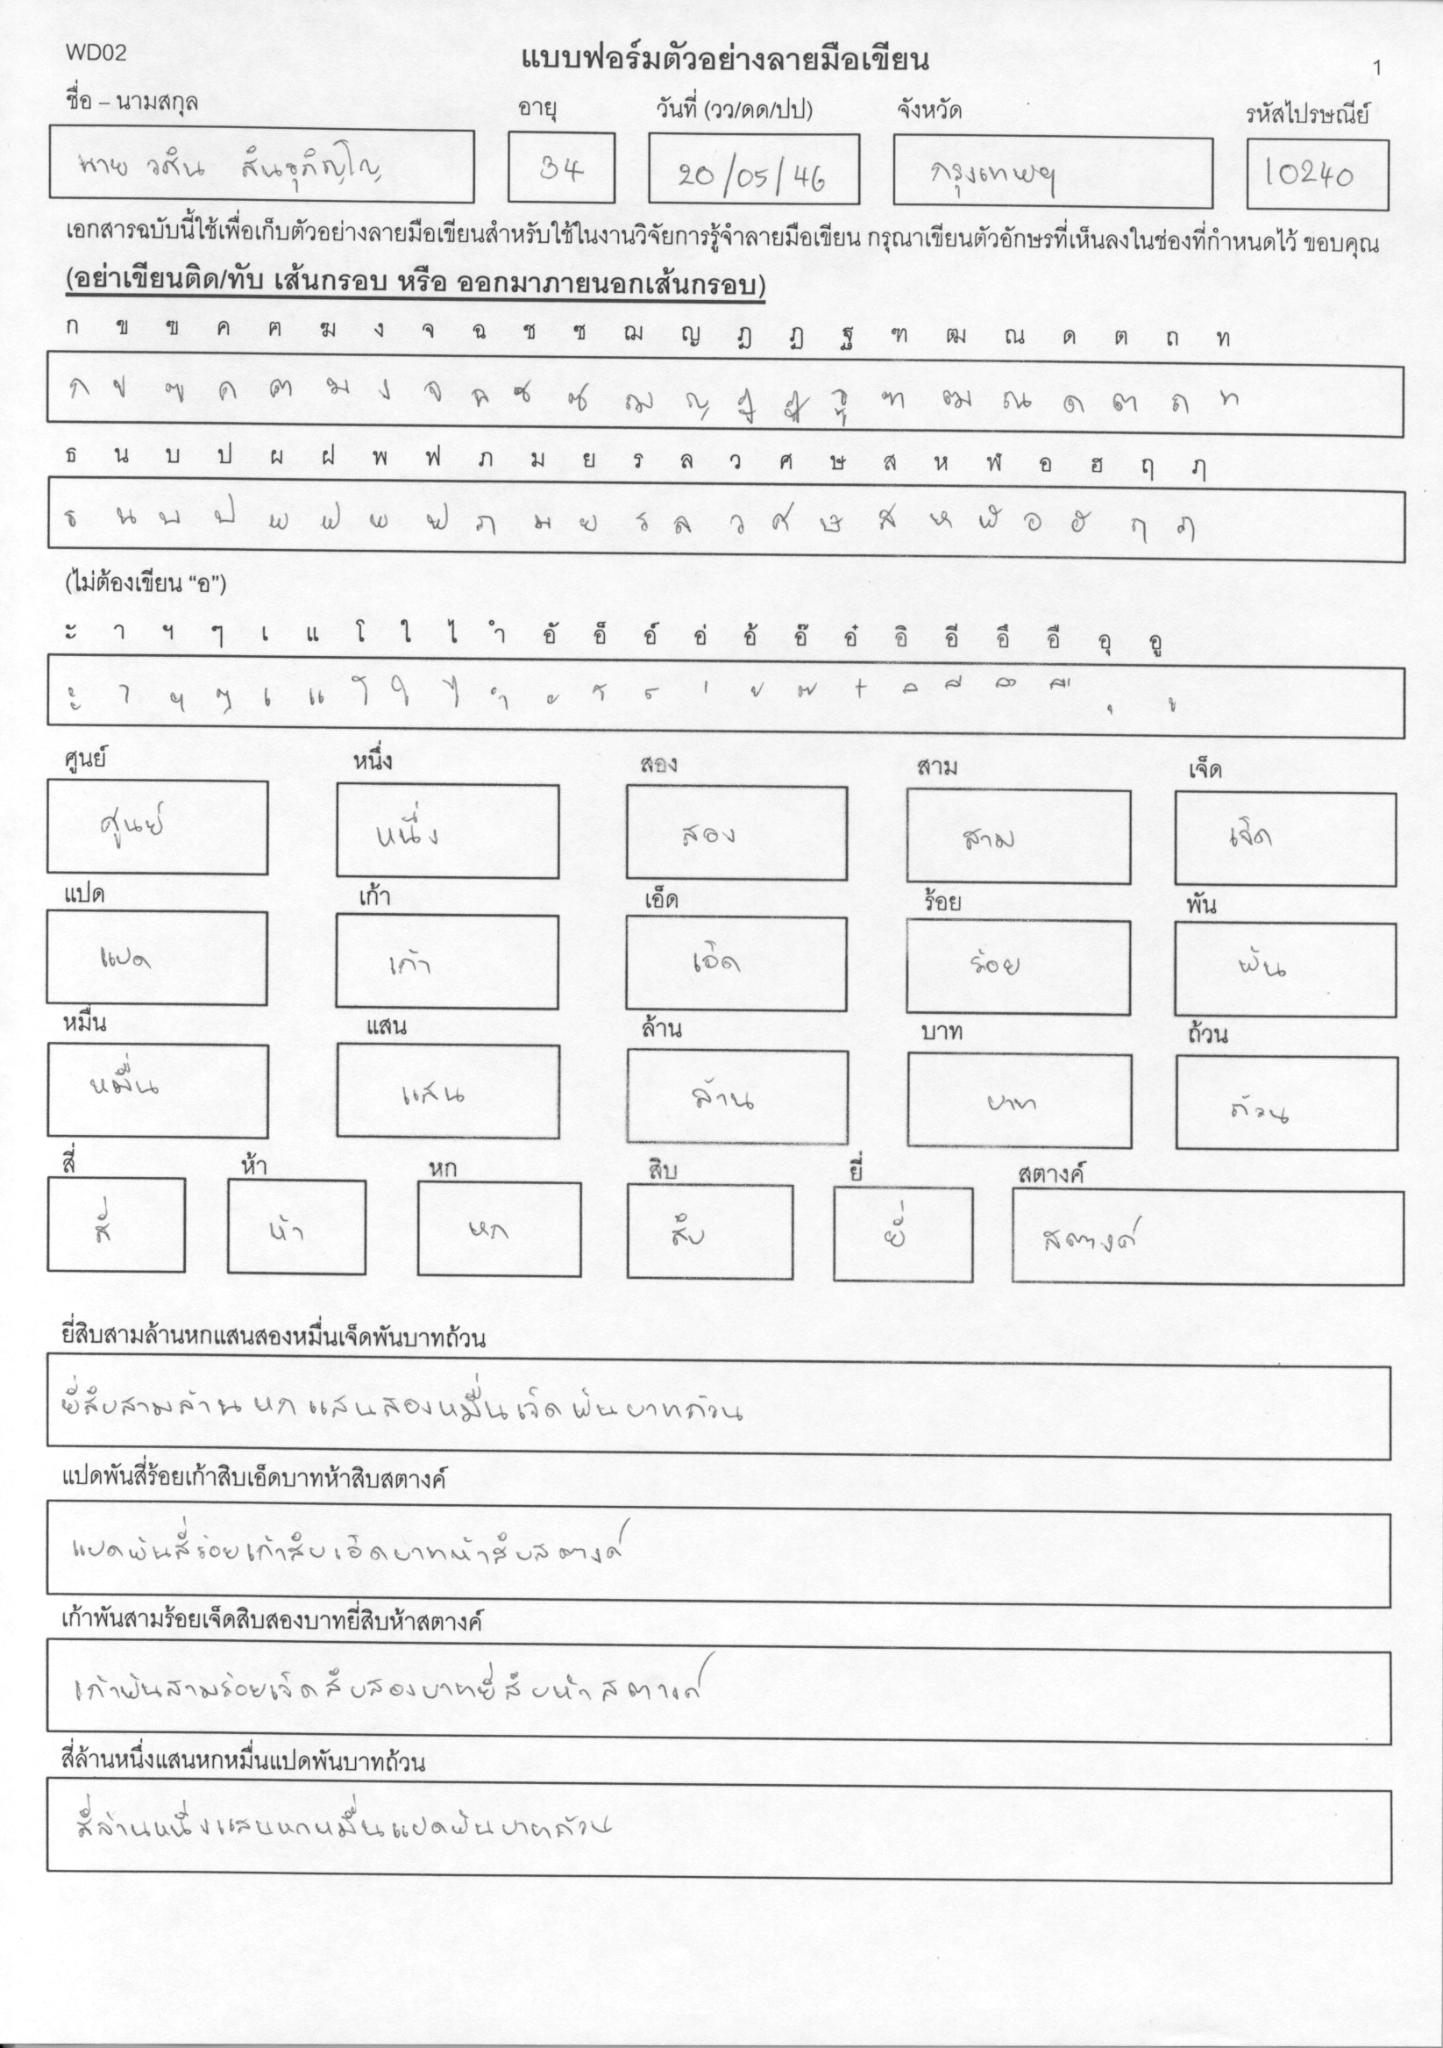 WD02
แบบฟอร์มตัวอย่างลายมือเขียน
1
ชื่อ – นามสกุล อายุ วันที่ (วว/ดด/ปป) จังหวัด รหัสไปรษณีย์
นาย วศิน สินธุภิญโญ 34 20/05/46 กรุงเทพฯ 10240
เอกสารฉบับนี้ใช้เพื่อเก็บตัวอย่างลายมือเขียนสำหรับใช้ในงานวิจัยการรู้จำลายมือเขียน กรุณาเขียนตัวอักษรที่เห็นลงในช่องที่กำหนดไว้ ขอบคุณ
(อย่าเขียนติด/ทับ เส้นกรอบ หรือ ออกมาภายนอกเส้นกรอบ)
ก ข ฃ ค ฅ ฆ ง จ ฉ ช ซ ฌ ญ ฎ ฏ ฐ ฑ ฒ ณ ด ต ถ ท
ก ข ฃ ค ฅ ฆ ง จ ฉ ช ซ ฌ ญ ฎ ฏ ฐ ฑ ฒ ณ ด ต ถ ท
ธ น บ ป ผ ฝ พ ฟ ภ ม ย ร ล ว ศ ษ ส ห ฬ อ ฮ ฤ ฦ
ธ น บ ป ผ ฝ พ ฟ ภ ม ย ร ล ว ศ ษ ส ห ฬ อ ฮ ฤ ฦ
(ไม่ต้องเขียน “อ”)
ะ า ฯ ๆ เ แ โ ใ ไ ำ อั อ็ อ์ อ่ อ้ อ๊ อ๋ อิ อี อึ อื อุ อู
ะ า ฯ ๆ เ แ โ ใ ไ ำ ั ็ ์ ่ ้ ๊ ๋ ิ ี ึ ื ุ ู
ศูนย์ หนึ่ง สอง สาม เจ็ด
ศูนย์ หนึ่ง สอง สาม เจ็ด
แปด เก้า เอ็ด ร้อย พัน
แปด เก้า เอ็ด ร้อย พัน
หมื่น แสน ล้าน บาท ถ้วน
หมื่น แสน ล้าน บาท ถ้วน
สี่ ห้า หก สิบ ยี่ สตางค์
สี่ ห้า หก สิบ ยี่ สตางค์
ยี่สิบสามล้านหกแสนสองหมื่นเจ็ดพันบาทถ้วน
ยี่สิบสามล้านหกแสนสองหมื่นเจ็ดพันบาทถ้วน
แปดพันสี่ร้อยเก้าสิบเอ็ดบาทห้าสิบสตางค์
แปดพันสี่ร้อยเก้าสิบเอ็ดบาทห้าสิบสตางค์
เก้าพันสามร้อยเจ็ดสิบสองบาทยี่สิบห้าสตางค์
เก้าพันสามร้อยเจ็ดสิบสองบาทยี่สิบห้าสตางค์
สี่ล้านหนึ่งแสนหกหมื่นแปดพันบาทถ้วน
สี่ล้านหนึ่งแสนหกหมื่นแปดพันบาทถ้วน